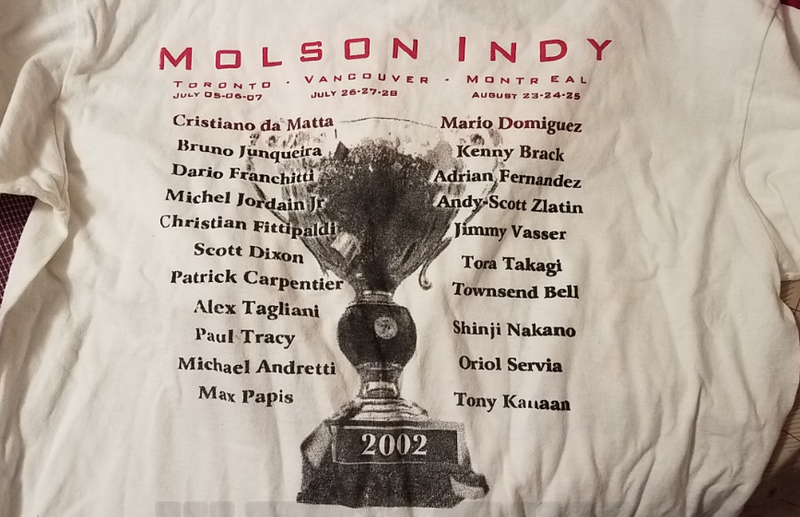 MOLSON INDY
TORONTO · VANCOUVER · MONTREAL
JULY 05-06-07 JULY 26-27-28 AUGUST 23-24-25
Cristiano da Matta
Bruno Junqueira
Dario Franchitti
Michel Jordain Jr
Christian Fittipaldi
Scott Dixon
Patrick Carpentier
Alex Tagliani
Paul Tracy
Michael Andretti
Max Papis
Mario Domiguez
Kenny Brack
Adrian Fernandez
Andy-Scott Zlatin
Jimmy Vasser
Tora Takagi
Townsend Bell
Shinji Nakano
Oriol Servia
Tony Kanaan
2002